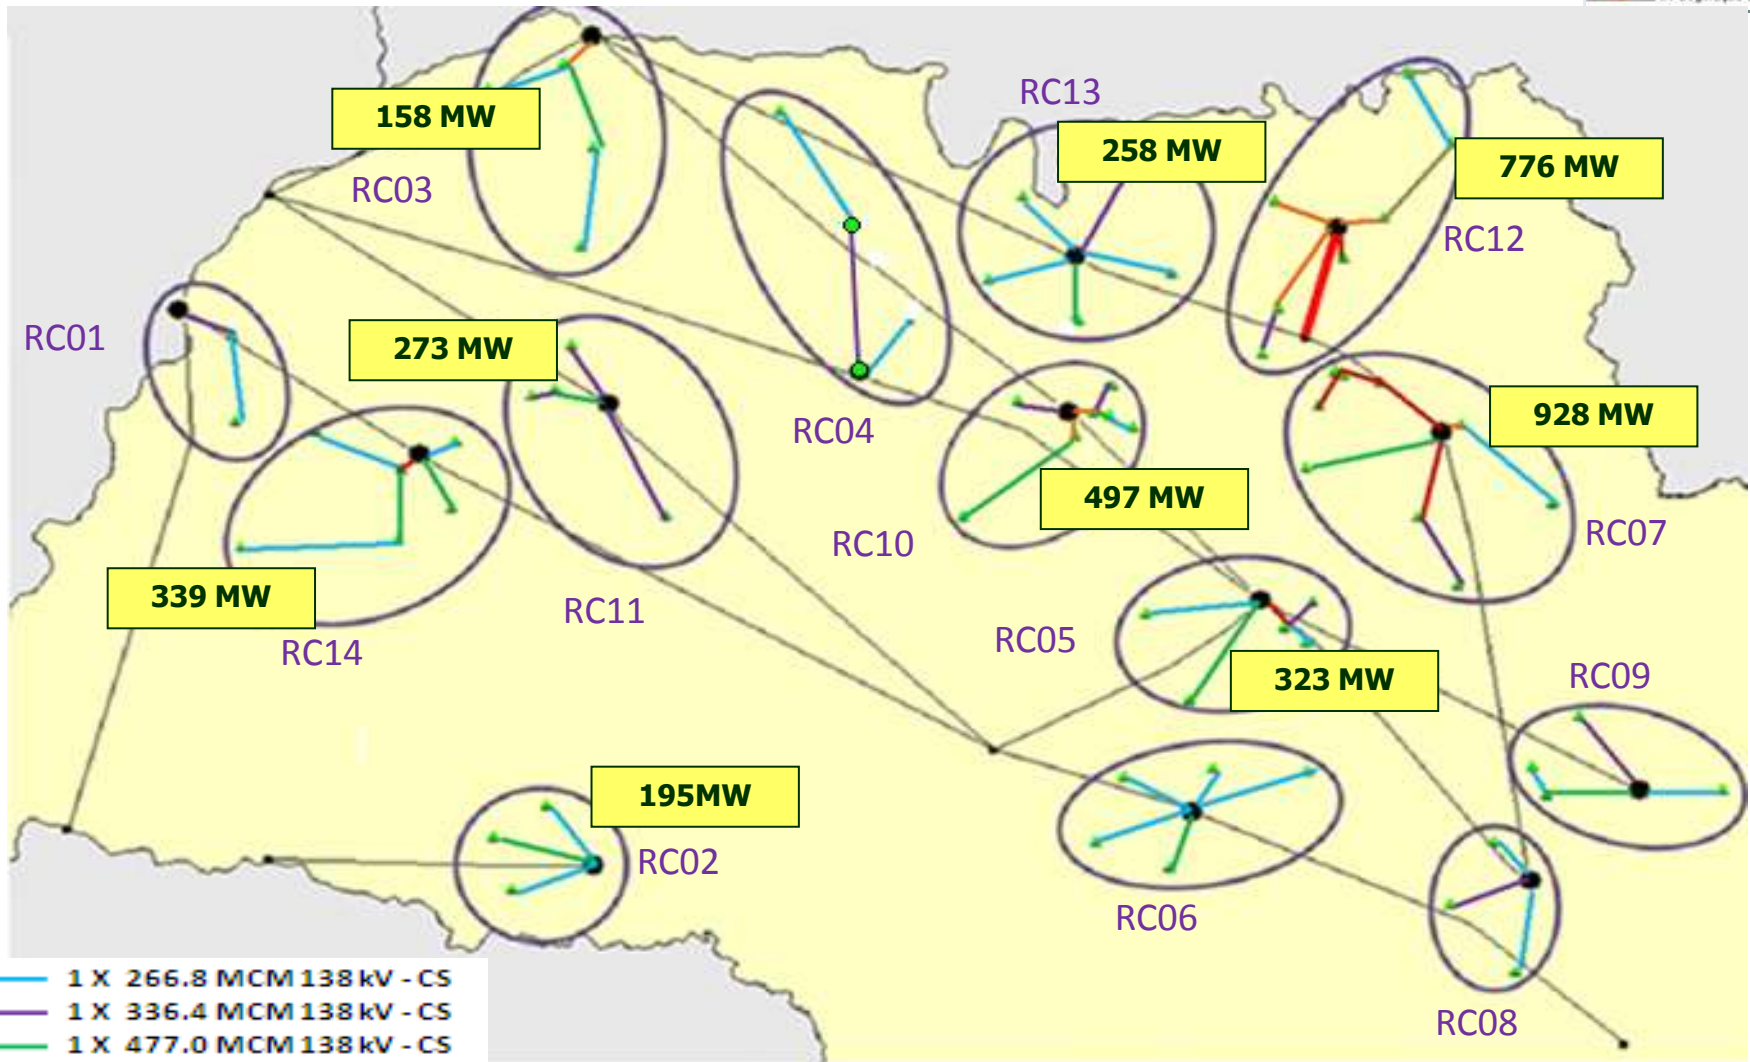 RC13
158 MW
258 MW
776 MW
RC03
RC12
RC01
273 MW
928 MW
RC04
497 MW
RC10
RC07
339 MW
RC11
RC05
RC14
323 MW
RC09
195MW
RC02
RC06
RC08
1 X 266.8 MCM 138 kV - CS
1 X 336.4 MCM 138 kV - CS
1 X 477.0 MCM 138 kV - CS